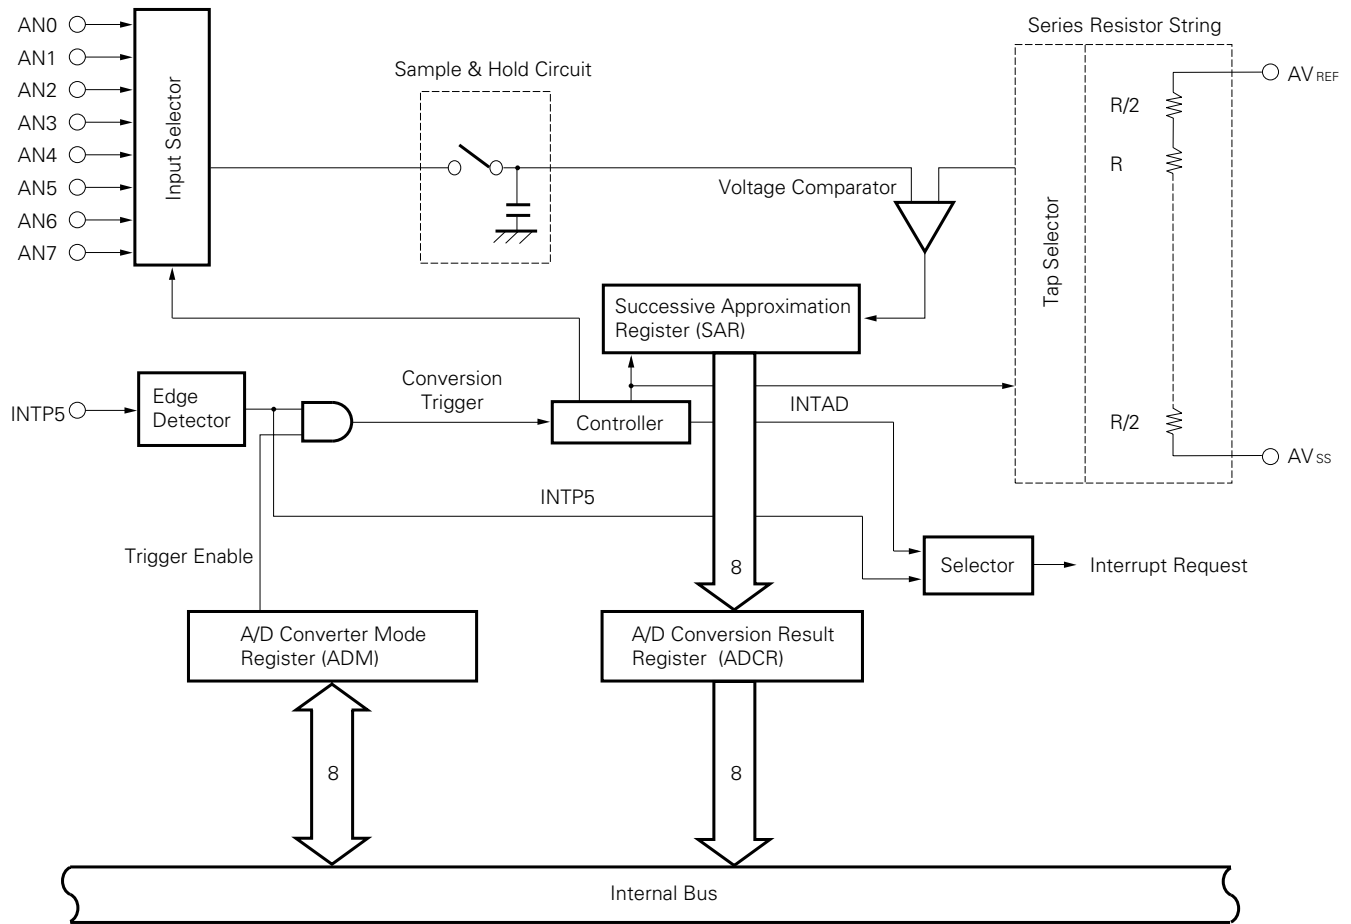 Series Resistor String
AN0
AN1
AN2
AN3
AN4
AN5
AN6
AN7
Input Selector
Sample & Hold Circuit
Voltage Comparator
Tap Selector
R/2
R
R/2
AVREF
AVSS
Successive Approximation
Register (SAR)
INTP5
Edge
Detector
Conversion
Trigger
Controller
INTAD
INTP5
Trigger Enable
8
Selector
Interrupt Request
A/D Converter Mode
Register (ADM)
A/D Conversion Result
Register (ADCR)
8
8
Internal Bus